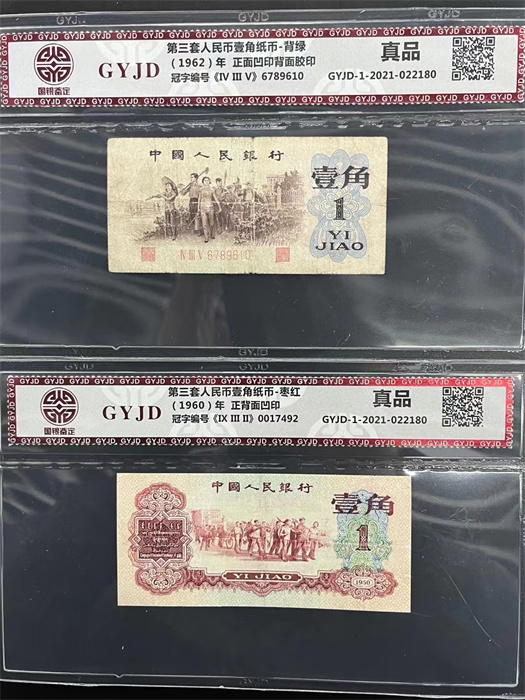 GYJD
国银鉴定
第三套人民币壹角纸币-背绿
（1962）年 正面凹印背面胶印
冠字编号《IV III V》6789610
真品
GYJD-1-2021-022180
中國人民銀行
壹角
1
YI
JIAO
IV III V 6789610
GYJD
国银鉴定
第三套人民币壹角纸币-枣红
（1960）年 正背面凹印
冠字编号《IX III II》0017492
真品
GYJD-1-2021-022180
中國人民銀行
壹角
1
YI JIAO
1960